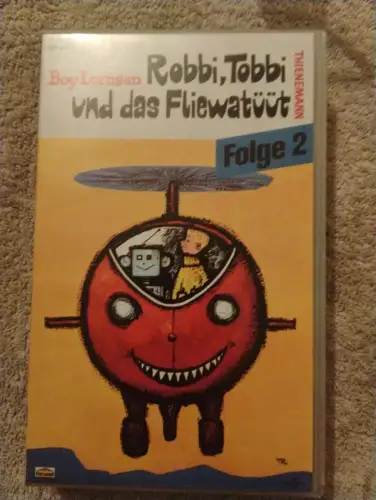 Boy Lornsen
Robbi, Tobbi
und das Fliewatüüt
THIENEMANN
Folge 2